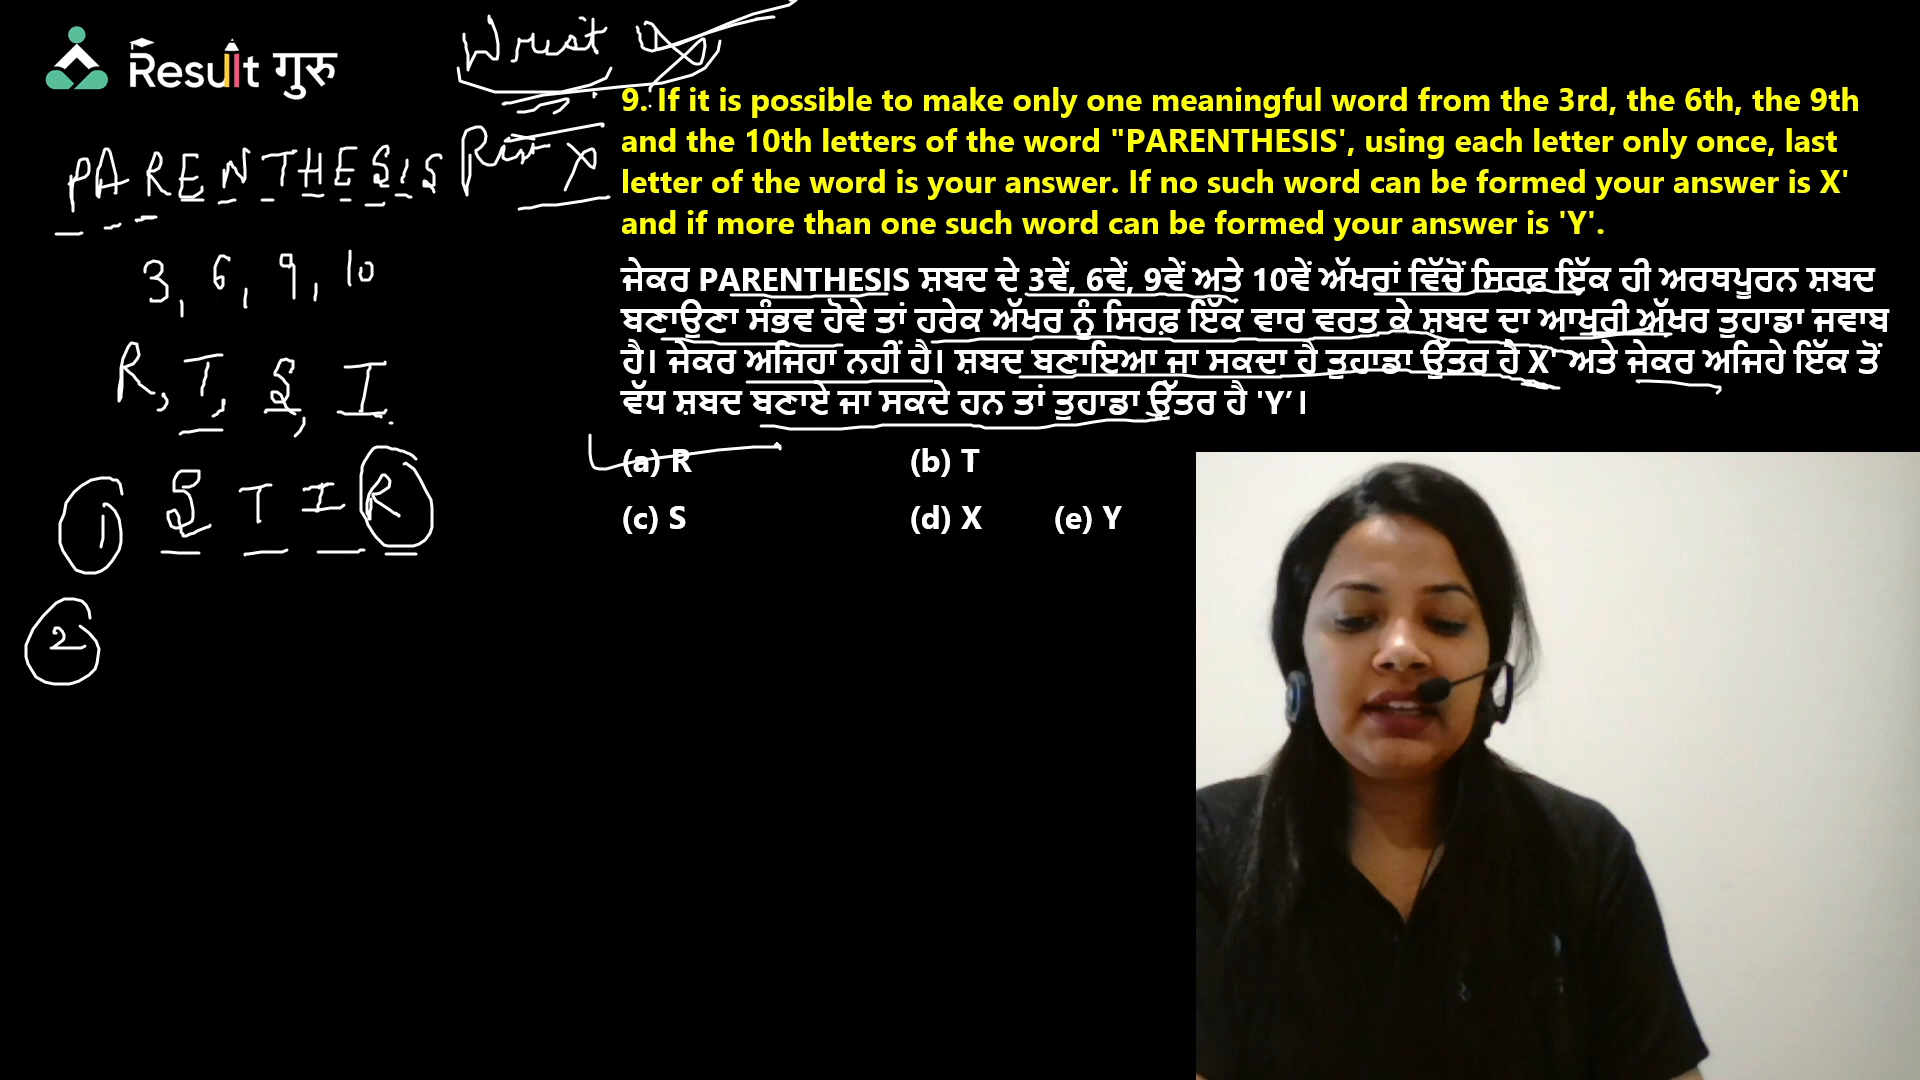 Result गुरु
Wrist
PARENTHESIS Rist X
3, 6, 9, 10
R, T, S, I.
1 S T I R
2
9. If it is possible to make only one meaningful word from the 3rd, the 6th, the 9th
and the 10th letters of the word "PARENTHESIS', using each letter only once, last
letter of the word is your answer. If no such word can be formed your answer is X'
and if more than one such word can be formed your answer is 'Y'.
ਜੇਕਰ PARENTHESIS ਸ਼ਬਦ ਦੇ 3ਵੇਂ, 6ਵੇਂ, 9ਵੇਂ ਅਤੇ 10ਵੇਂ ਅੱਖਰਾਂ ਵਿੱਚੋਂ ਸਿਰਫ਼ ਇੱਕ ਹੀ ਅਰਥਪੂਰਨ ਸ਼ਬਦ
ਬਣਾਉਣਾ ਸੰਭਵ ਹੋਵੇ ਤਾਂ ਹਰੇਕ ਅੱਖਰ ਨੂੰ ਸਿਰਫ਼ ਇੱਕ ਵਾਰ ਵਰਤ ਕੇ ਸ਼ਬਦ ਦਾ ਆਖ਼ਰੀ ਅੱਖਰ ਤੁਹਾਡਾ ਜਵਾਬ
ਹੈ। ਜੇਕਰ ਅਜਿਹਾ ਨਹੀਂ ਹੈ। ਸ਼ਬਦ ਬਣਾਇਆ ਜਾ ਸਕਦਾ ਹੈ ਤੁਹਾਡਾ ਉੱਤਰ ਹੈ X' ਅਤੇ ਜੇਕਰ ਅਜਿਹੇ ਇੱਕ ਤੋਂ
ਵੱਧ ਸ਼ਬਦ ਬਣਾਏ ਜਾ ਸਕਦੇ ਹਨ ਤਾਂ ਤੁਹਾਡਾ ਉੱਤਰ ਹੈ 'Y’।
(a) R (b) T
(c) S (d) X (e) Y